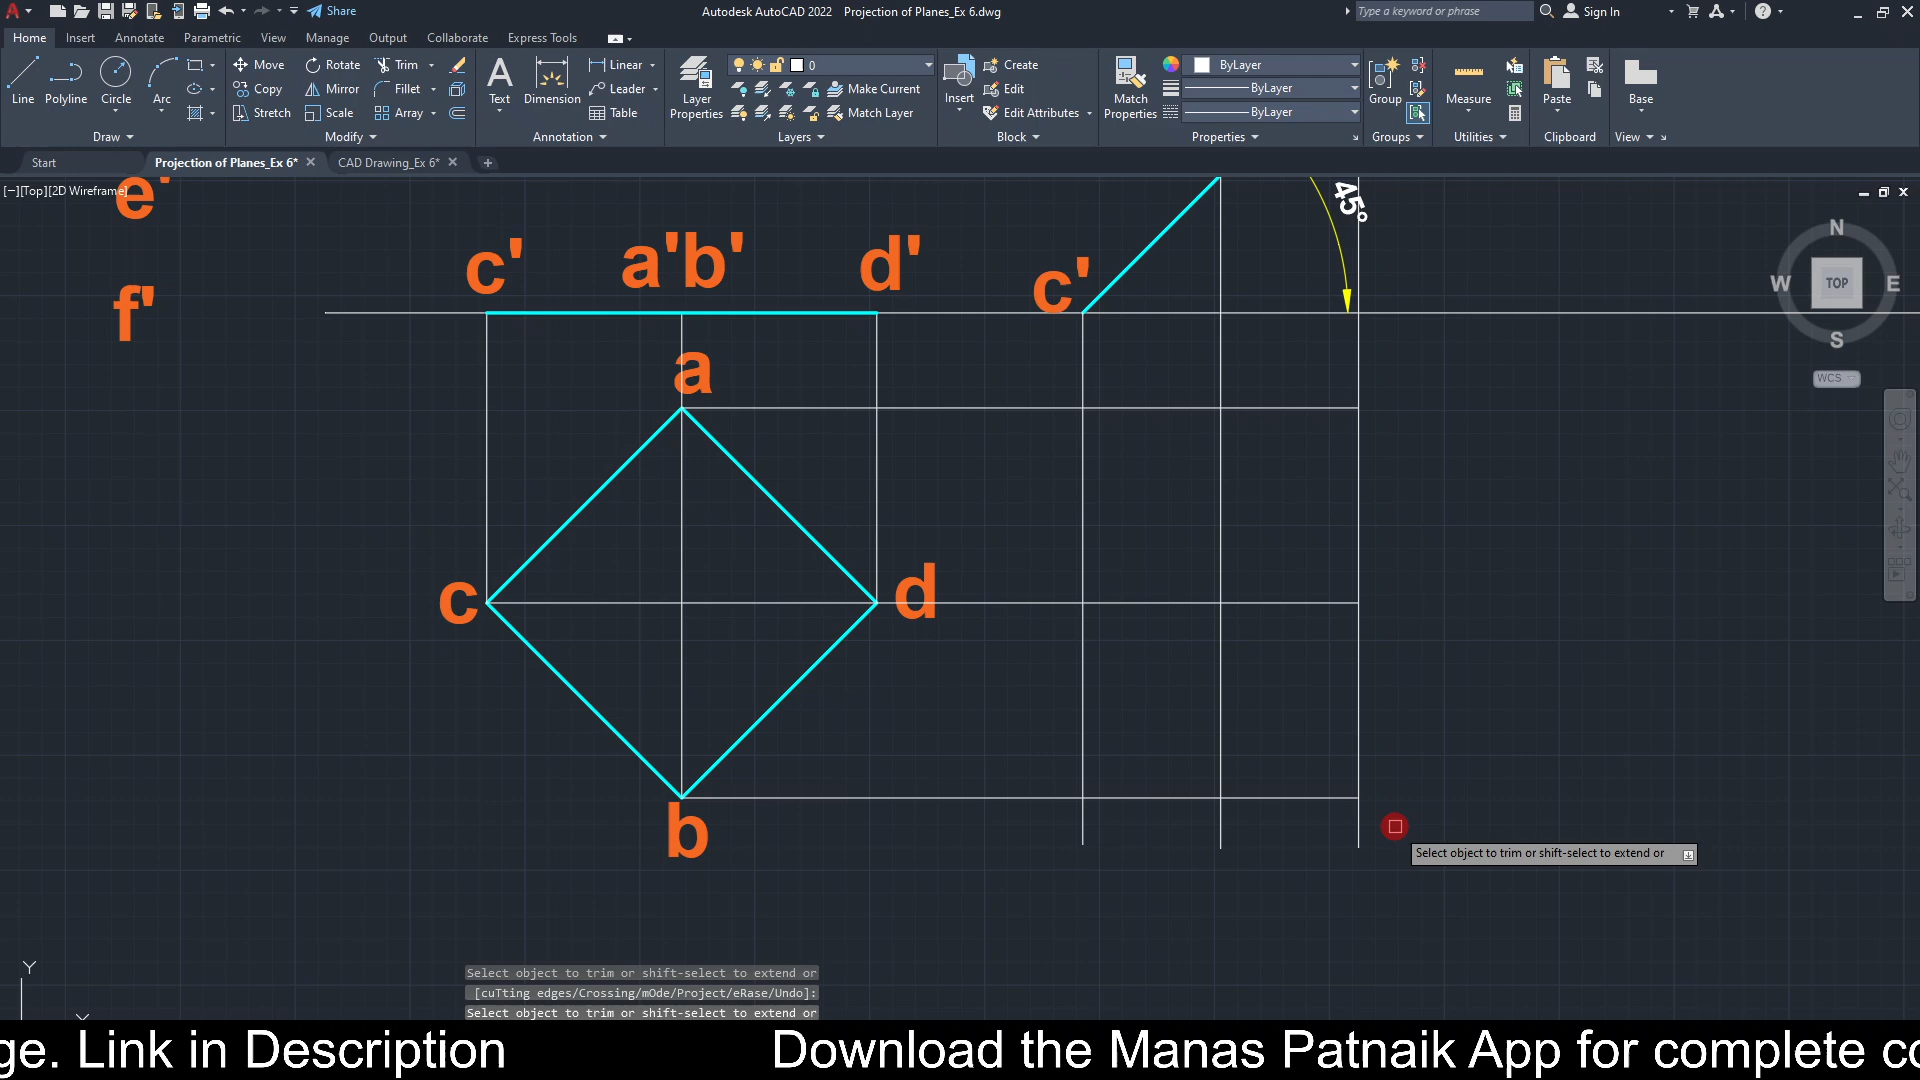 Share
Autodesk AutoCAD 2022 Projection of Planes_Ex 6.dwg
Type a keyword or phrase
Sign In
Home Insert Annotate Parametric View Manage Output Collaborate Express Tools
Line Polyline Circle Arc
Move Rotate Trim
Copy Mirror Fillet
Stretch Scale Array
Text Dimension
Linear
Leader
Table
Layer Properties
0
Make Current
Match Layer
Insert
Create
Edit
Edit Attributes
Match Properties
ByLayer
ByLayer
ByLayer
Group
Measure
Paste
Base
Draw Modify Annotation Layers Block Properties Groups Utilities Clipboard View
Start Projection of Planes_Ex 6* CAD Drawing_Ex 6*
[−][Top][2D Wireframe]
e'
f'
c' a'b' d' c'
45°
N
W TOP E
S
WCS
a
c d
b
Select object to trim or shift-select to extend or
Y
Select object to trim or shift-select to extend or
[cuTting edges/Crossing/mOde/Project/eRase/Undo]:
Select object to trim or shift-select to extend or
ge. Link in Description Download the Manas Patnaik App for complete co